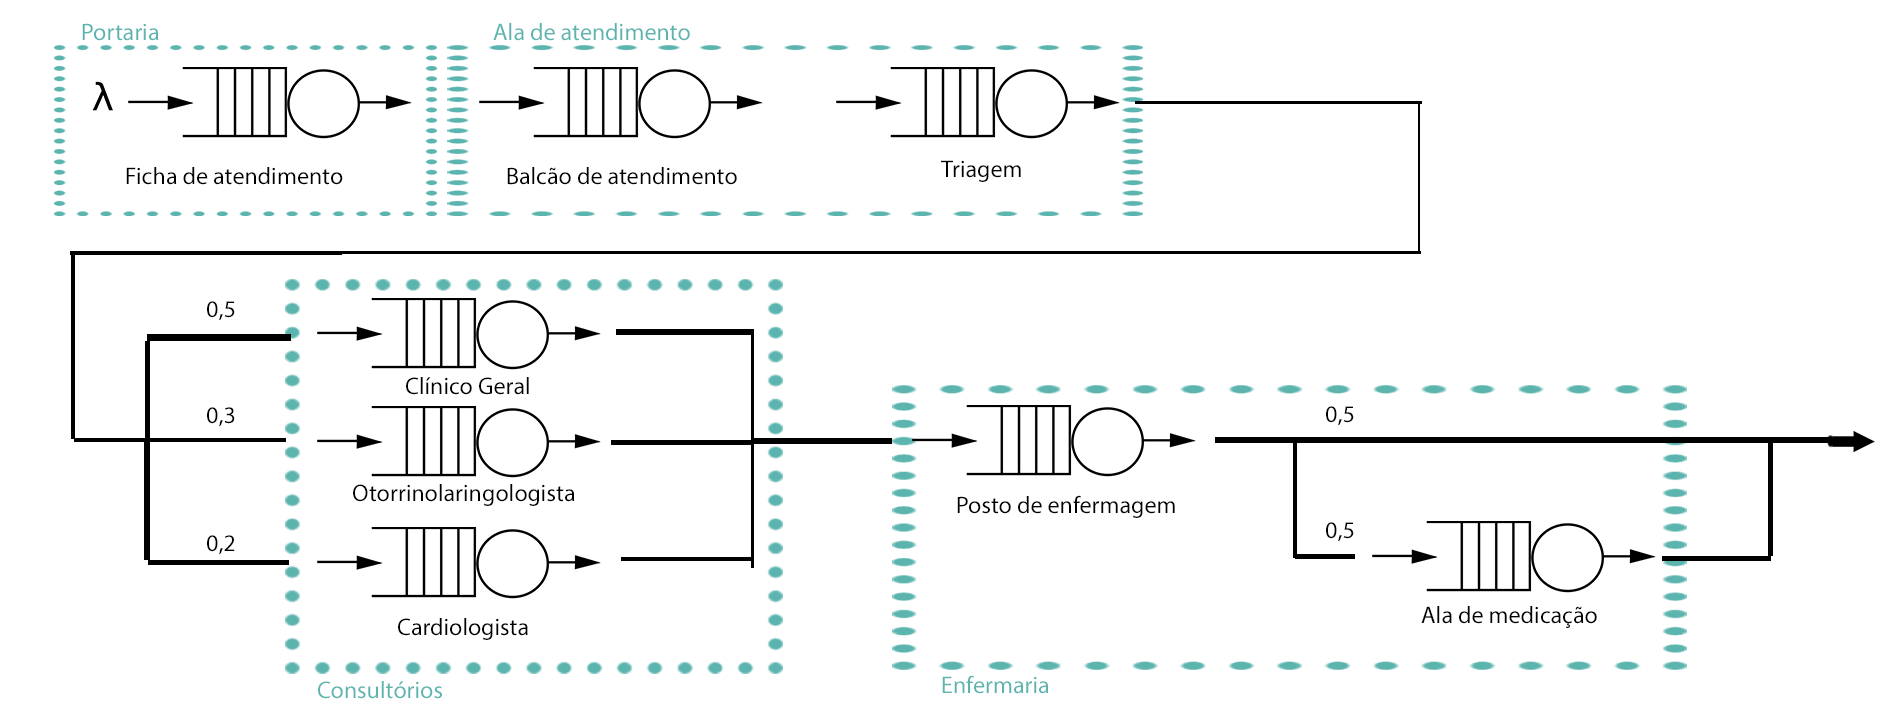 Portaria
Ala de atendimento
λ
Ficha de atendimento
Balcão de atendimento
Triagem
0,5
Clínico Geral
0,3
Otorrinolaringologista
0,2
Cardiologista
Consultórios
0,5
Posto de enfermagem
0,5
Ala de medicação
Enfermaria